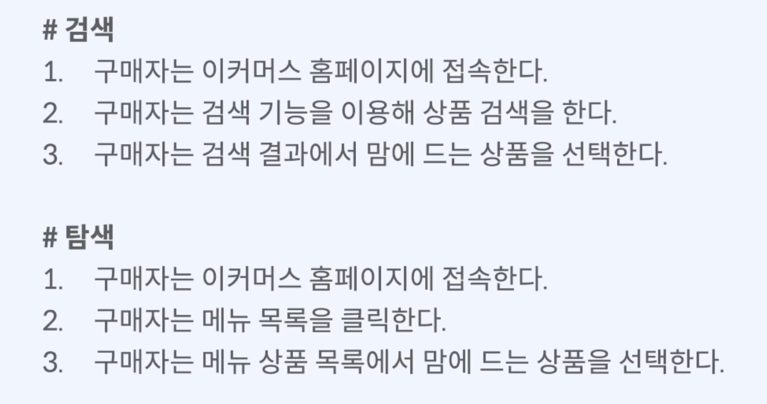 # 검색
1. 구매자는 이커머스 홈페이지에 접속한다.
2. 구매자는 검색 기능을 이용해 상품 검색을 한다.
3. 구매자는 검색 결과에서 맘에 드는 상품을 선택한다.
# 탐색
1. 구매자는 이커머스 홈페이지에 접속한다.
2. 구매자는 메뉴 목록을 클릭한다.
3. 구매자는 메뉴 상품 목록에서 맘에 드는 상품을 선택한다.